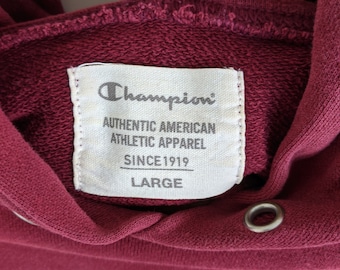 Champion
AUTHENTIC AMERICAN
ATHLETIC APPAREL
SINCE 1919
LARGE